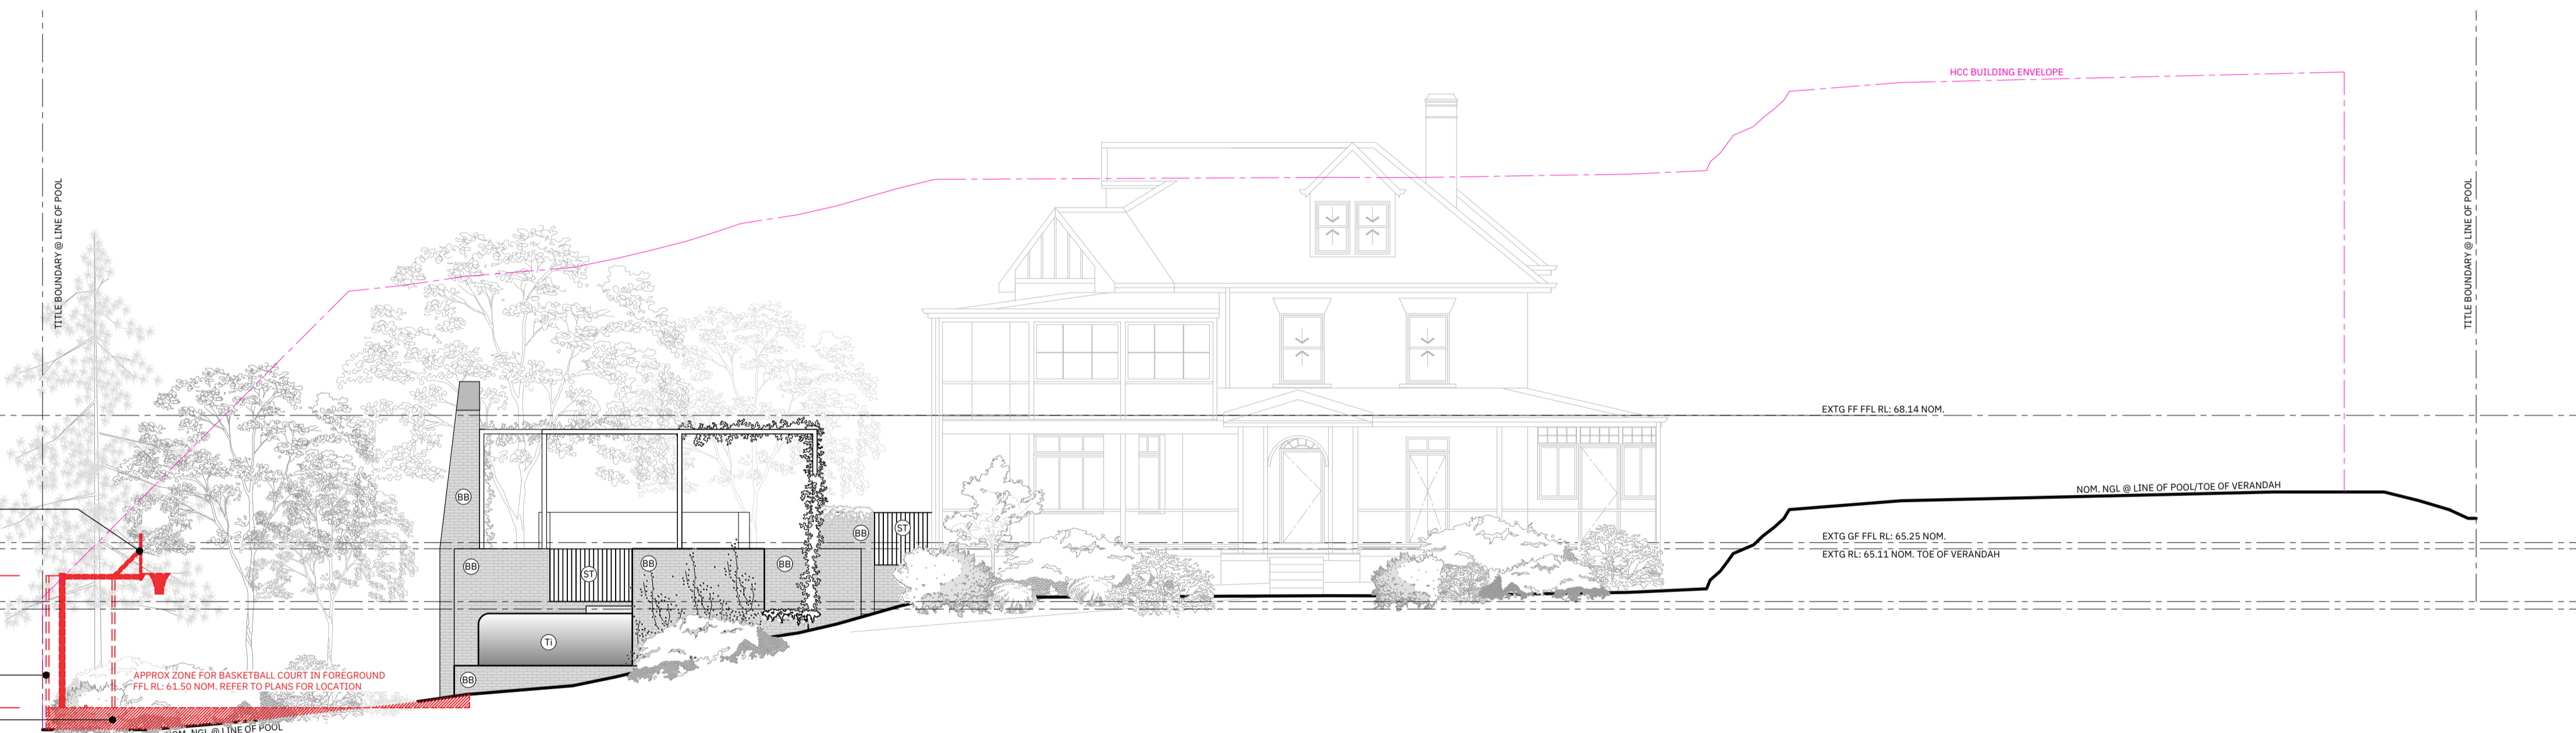 HCC BUILDING ENVELOPE
TITLE BOUNDARY @ LINE OF POOL
TITLE BOUNDARY @ LINE OF POOL
EXTG FF FFL RL: 68.14 NOM.
NOM. NGL @ LINE OF POOL/TOE OF VERANDAH
BB
BB
ST
EXTG GF FFL RL: 65.25 NOM.
EXTG RL: 65.11 NOM. TOE OF VERANDAH
BB
ST
BB
BB
Ti
BB
APPROX ZONE FOR BASKETBALL COURT IN FOREGROUND
FFL RL: 61.50 NOM. REFER TO PLANS FOR LOCATION
NGL @ LINE OF POOL